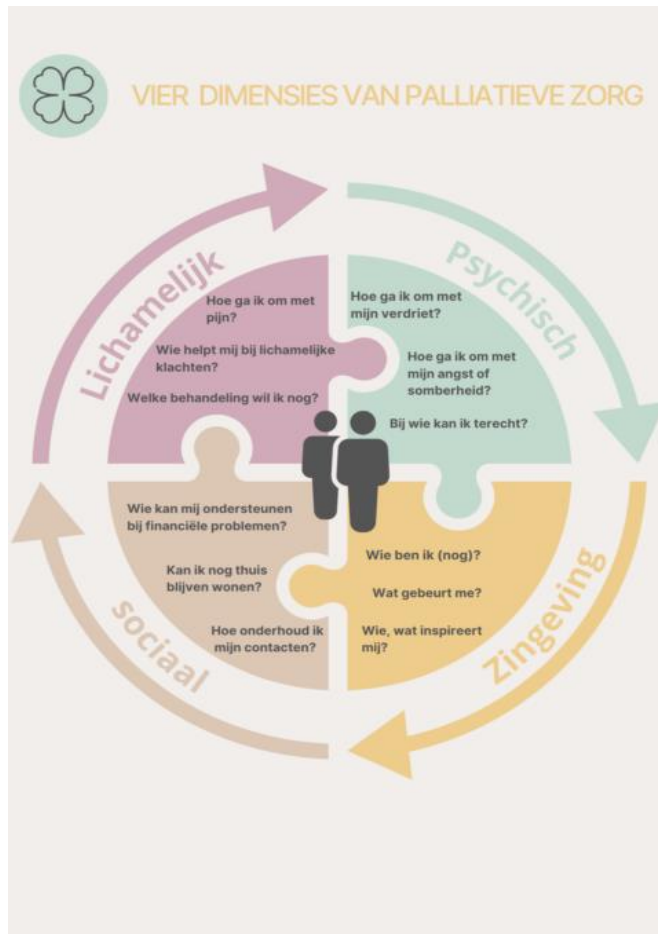 VIER DIMENSIES VAN PALLIATIEVE ZORG
Lichamelijk
Hoe ga ik om met
pijn?
Wie helpt mij bij lichamelijke
klachten?
Welke behandeling wil ik nog?
Psychisch
Hoe ga ik om met
mijn verdriet?
Hoe ga ik om met
mijn angst of
somberheid?
Bij wie kan ik terecht?
Zingeving
Wie ben ik (nog)?
Wat gebeurt me?
Wie, wat inspireert
mij?
sociaal
Wie kan mij ondersteunen
bij financiële problemen?
Kan ik nog thuis
blijven wonen?
Hoe onderhoud ik
mijn contacten?